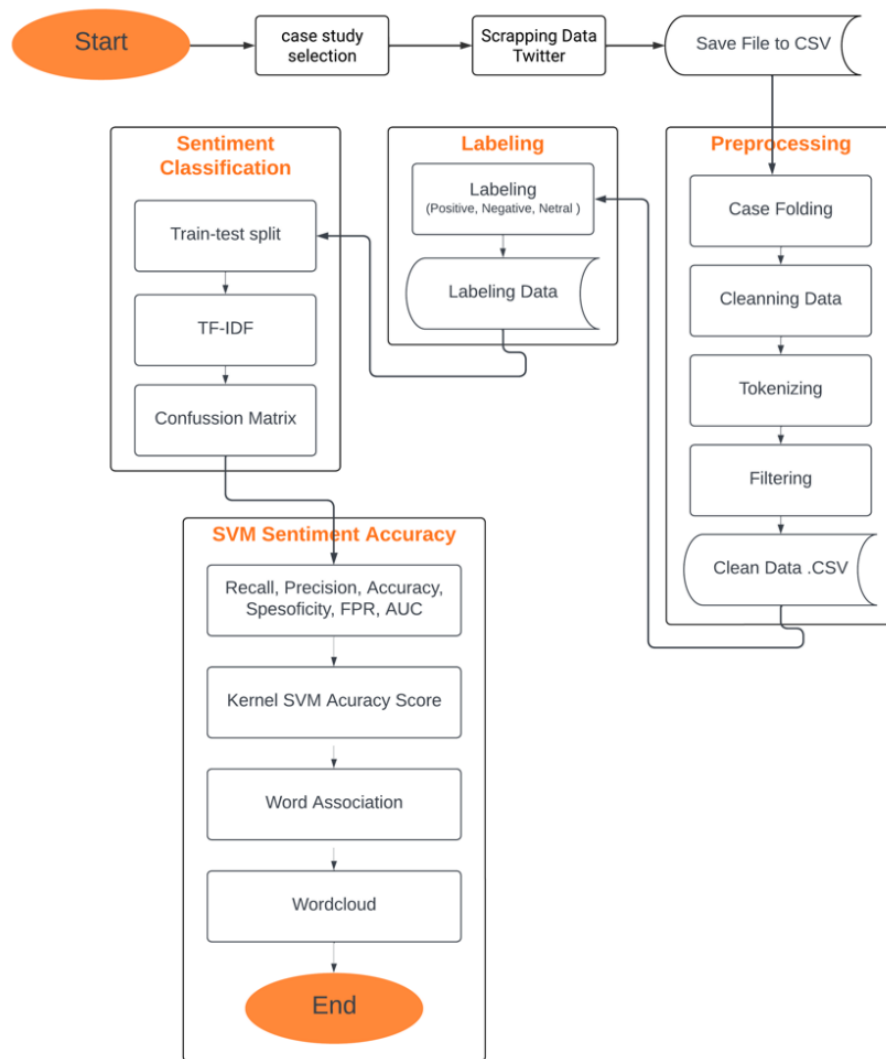 Start
case study
selection
Scrapping Data
Twitter
Save File to CSV
Preprocessing
Case Folding
Cleanning Data
Tokenizing
Filtering
Clean Data .CSV
Labeling
Labeling
(Positive, Negative, Netral )
Labeling Data
Sentiment
Classification
Train-test split
TF-IDF
Confussion Matrix
SVM Sentiment Accuracy
Recall, Precision, Accuracy,
Spesoficity, FPR, AUC
Kernel SVM Acuracy Score
Word Association
Wordcloud
End